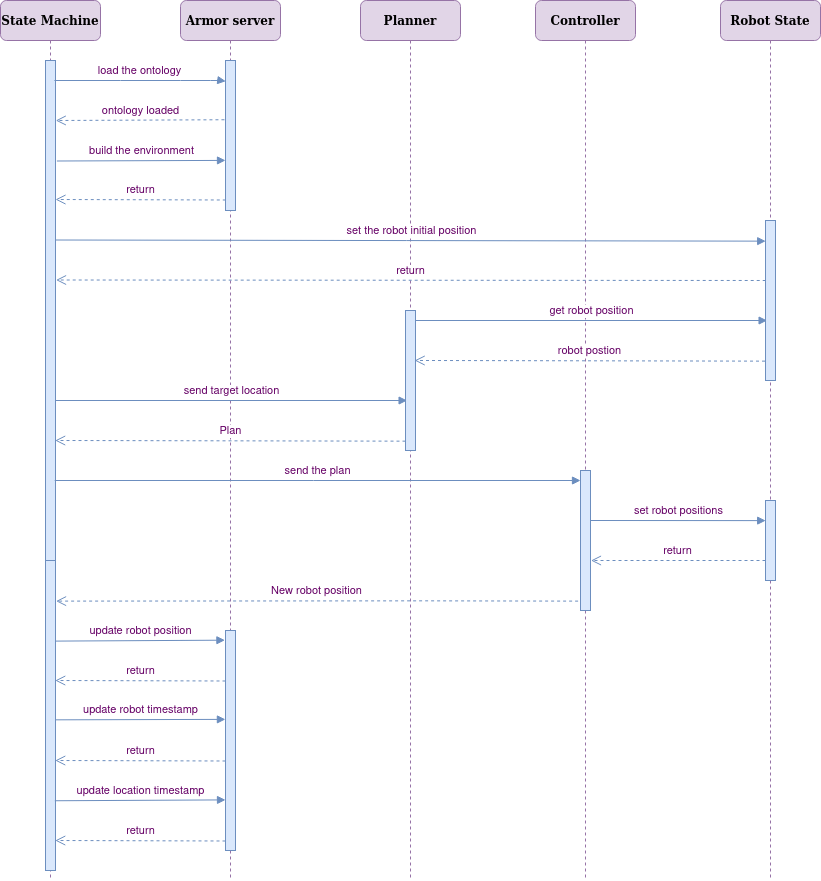 State Machine
Armor server
Planner
Controller
Robot State
load the ontology
ontology loaded
build the environment
return
set the robot initial position
return
get robot position
robot postion
send target location
Plan
send the plan
set robot positions
return
New robot position
update robot position
return
update robot timestamp
return
update location timestamp
return